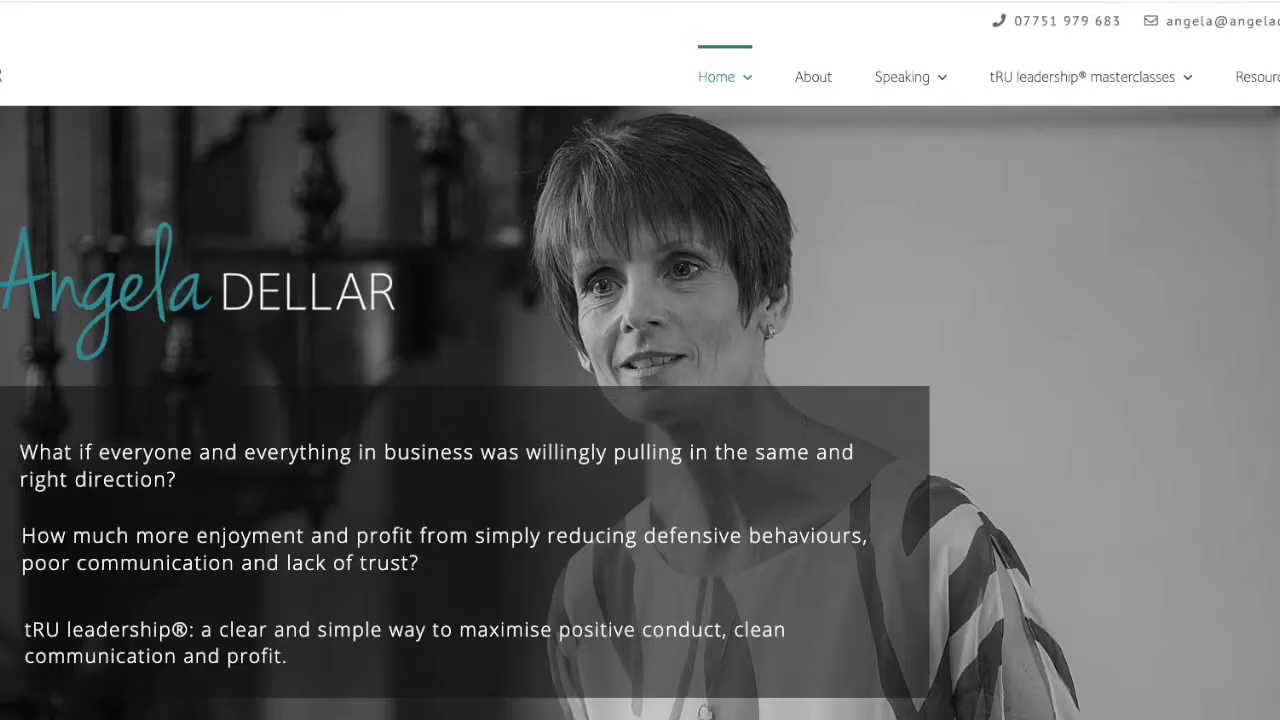 07751 979 683 angela@angela
Home About Speaking tRU leadership® masterclasses
Angela DELLAR
What if everyone and everything in business was willingly pulling in the same and
right direction?
How much more enjoyment and profit from simply reducing defensive behaviours,
poor communication and lack of trust?
tRU leadership®: a clear and simple way to maximise positive conduct, clean
communication and profit.